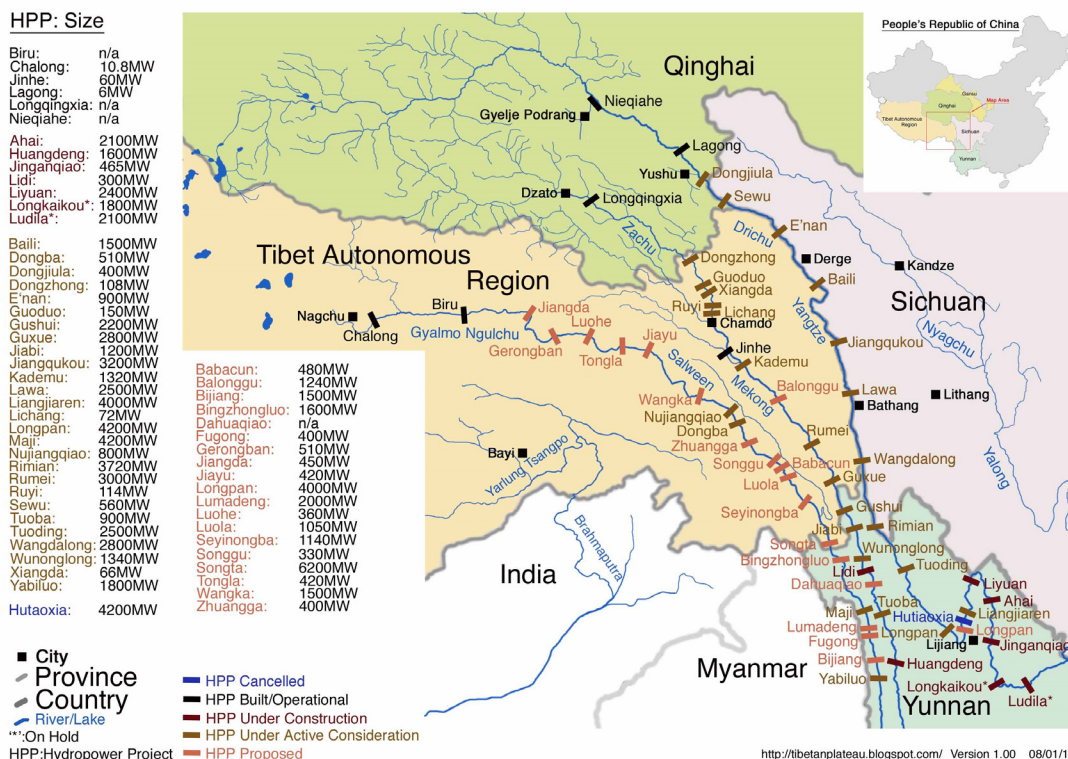 HPP: Size
Biru: n/a
Chalong: 10.8MW
Jinhe: 60MW
Lagong: 6MW
Longqingxia: n/a
Nieqiahe: n/a
Ahai: 2100MW
Huangdeng: 1600MW
Jinganqiao: 465MW
Lidi: 300MW
Liyuan: 2400MW
Longkaikou*: 1800MW
Ludila*: 2100MW
Baili: 1500MW
Dongba: 510MW
Dongjiula: 400MW
Dongzhong: 108MW
E'nan: 900MW
Guoduo: 150MW
Gushui: 2200MW
Guxue: 2800MW
Jiabi: 1200MW
Jiangqukou: 3200MW
Kademu: 1320MW
Lawa: 2500MW
Liangjiaren: 4000MW
Lichang: 72MW
Longpan: 4200MW
Maji: 4200MW
Nujiangqiao: 800MW
Rimian: 3720MW
Rumei: 3000MW
Ruyi: 114MW
Sewu: 560MW
Tuoba: 900MW
Tuoding: 2500MW
Wangdalong: 2800MW
Wunonglong: 1340MW
Xiangda: 66MW
Yabiluo: 1800MW
Hutaoxia: 4200MW
Babacun: 480MW
Balonggu: 1240MW
Bijiang: 1500MW
Bingzhongluo: 1600MW
Dahuaqiao: n/a
Fugong: 400MW
Gerongban: 510MW
Jiangda: 450MW
Jiayu: 420MW
Longpan: 4000MW
Lumadeng: 2000MW
Luohe: 360MW
Luola: 1050MW
Seyinongba: 1140MW
Songgu: 330MW
Songta: 6200MW
Tongla: 420MW
Wangka: 1500MW
Zhuangga: 400MW
City
Province
Country
River/Lake
'*':On Hold
HPP:Hydropower Project
HPP Cancelled
HPP Built/Operational
HPP Under Construction
HPP Under Active Consideration
HPP Proposed
People's Republic of China
Gansu
Qinghai
Map Area
Tibet Autonomous
Region
Sichuan
Yunnan
Qinghai
Nieqiahe
Gyelje Podrang
Lagong
Yushu
Dongjiula
Dzato
Longqingxia
Sewu
Zachu
Drichu
E'nan
Tibet Autonomous
Region
Dongzhong
Derge
Kandze
Guoduo
Xiangda
Baili
Sichuan
Biru
Jiangda
Ruyi
Lichang
Nagchu
Luohe
Chamdo
Yangtze
Nyagchu
Chalong
Gyalmo Ngulchu
Jiayu
Jinhe
Jiangqukou
Gerongban
Tongla
Salween
Kademu
Mekong
Balonggu
Lawa
Lithang
Wangka
Bathang
Nujiangqiao
Dongba
Rumei
Zhuangga
Yalong
Bayi
Yarlung Tsangpo
Songgu
Babacun
Wangdalong
Luola
Guxue
Seyinongba
Gushui
Brahmaputra
Jiabi
Rimian
Songta
Wunonglong
Bingzhongluo
Tuoding
India
Lidi
Dahuaqiao
Liyuan
Ahai
Maji
Tuoba
Liangjiaren
Hutiaoxia
Lumadeng
Longpan
Longpan
Fugong
Lijiang
Jinganqiao
Myanmar
Bijiang
Huangdeng
Yabiluo
Longkaikou*
Ludila*
Yunnan
http://tibetanplateau.blogspot.com/ Version 1.00 08/01/1